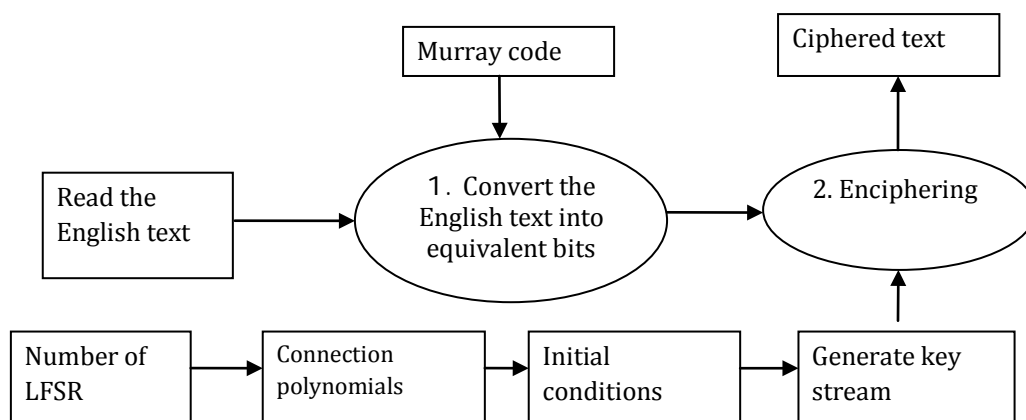 Murray code
Ciphered text
Read the
English text
1. Convert the
English text into
equivalent bits
2. Enciphering
Number of
LFSR
Connection
polynomials
Initial
conditions
Generate key
stream